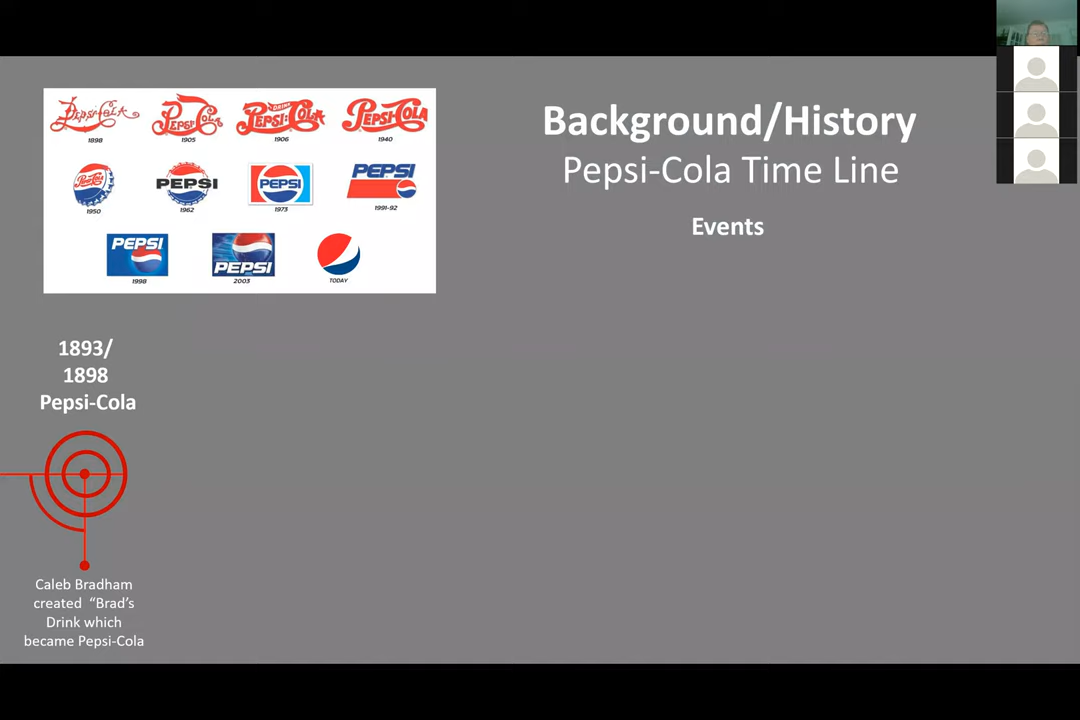 Pepsi-Cola
Pepsi-Cola
DRINK
Pepsi-Cola
Pepsi-Cola
1898
1905
1906
1940
Pepsi-Cola
PEPSI
PEPSI
PEPSI
1950
1962
1973
1991-92
PEPSI
PEPSI
1998
2003
TODAY
Background/History
Pepsi-Cola Time Line
Events
1893/
1898
Pepsi-Cola
Caleb Bradham
created “Brad’s
Drink which
became Pepsi-Cola